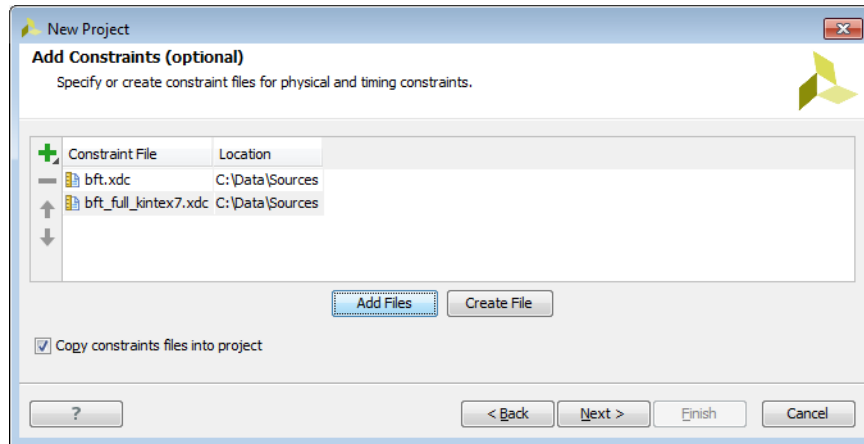 New Project
Add Constraints (optional)
Specify or create constraint files for physical and timing constraints.
Constraint File Location
bft.xdc C:\Data\Sources
bft_full_kintex7.xdc C:\Data\Sources
Add Files Create File
Copy constraints files into project
? < Back Next > Finish Cancel